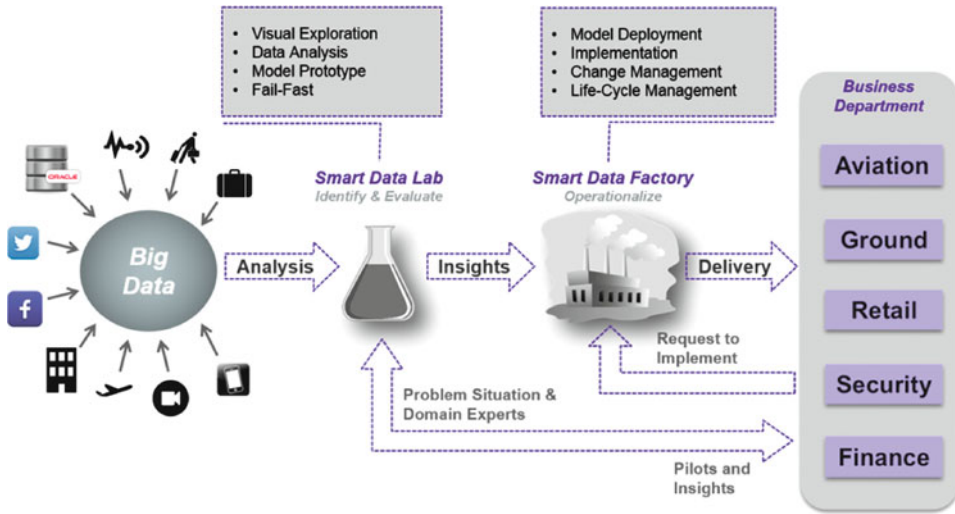 • Visual Exploration
• Data Analysis
• Model Prototype
• Fail-Fast
• Model Deployment
• Implementation
• Change Management
• Life-Cycle Management
Business
Department
Aviation
Ground
Retail
Security
Finance
ORACLE
Smart Data Lab
Identify & Evaluate
Smart Data Factory
Operationalize
Big
Data
Analysis
Insights
Delivery
Request to
Implement
Problem Situation &
Domain Experts
Pilots and
Insights